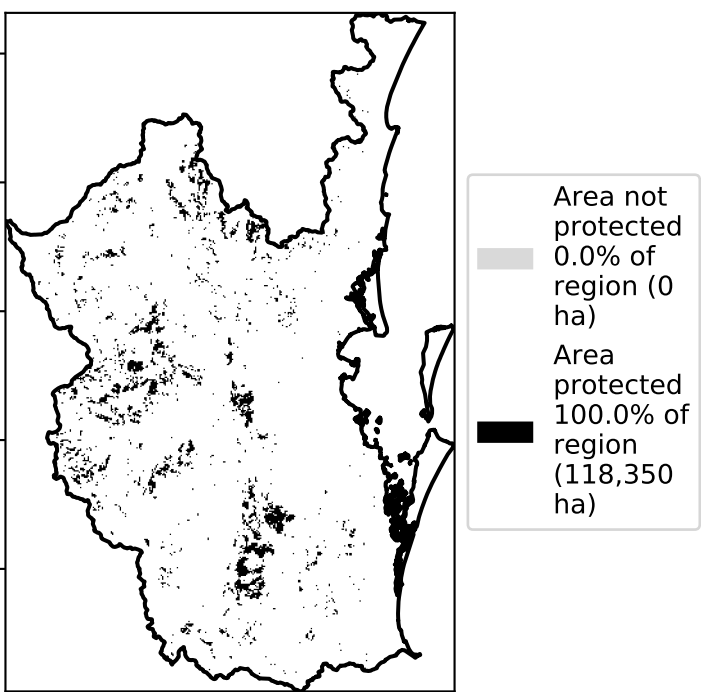 Area not
protected
0.0% of
region (0
ha)
Area
protected
100.0% of
region
(118,350
ha)